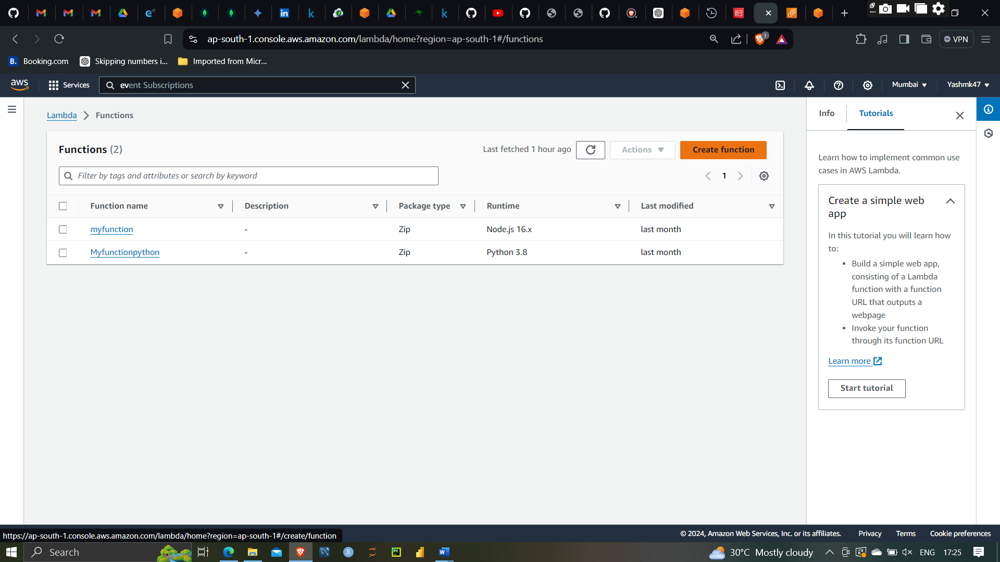 ap-south-1.console.aws.amazon.com/lambda/home?region=ap-south-1#/functions
1
VPN
B. Booking.com
Skipping numbers i...
Imported from Micr...
aws
Services
event Subscriptions
Mumbai
Yashmk47
Lambda
Functions
Functions (2)
Last fetched 1 hour ago
Actions
Create function
Filter by tags and attributes or search by keyword
1
Function name
Description
Package type
Runtime
Last modified
myfunction
-
Zip
Node.js 16.x
last month
Myfunctionpython
-
Zip
Python 3.8
last month
Info
Tutorials
Learn how to implement common use
cases in AWS Lambda.
Create a simple web
app
In this tutorial you will learn how
to:
• Build a simple web app,
consisting of a Lambda
function with a function
URL that outputs a
webpage
• Invoke your function
through its function URL
Learn more
Start tutorial
https://ap-south-1.console.aws.amazon.com/lambda/home?region=ap-south-1#/create/function
© 2024, Amazon Web Services, Inc. or its affiliates.
Privacy
Terms
Cookie preferences
Search
30°C Mostly cloudy
ENG
17:25